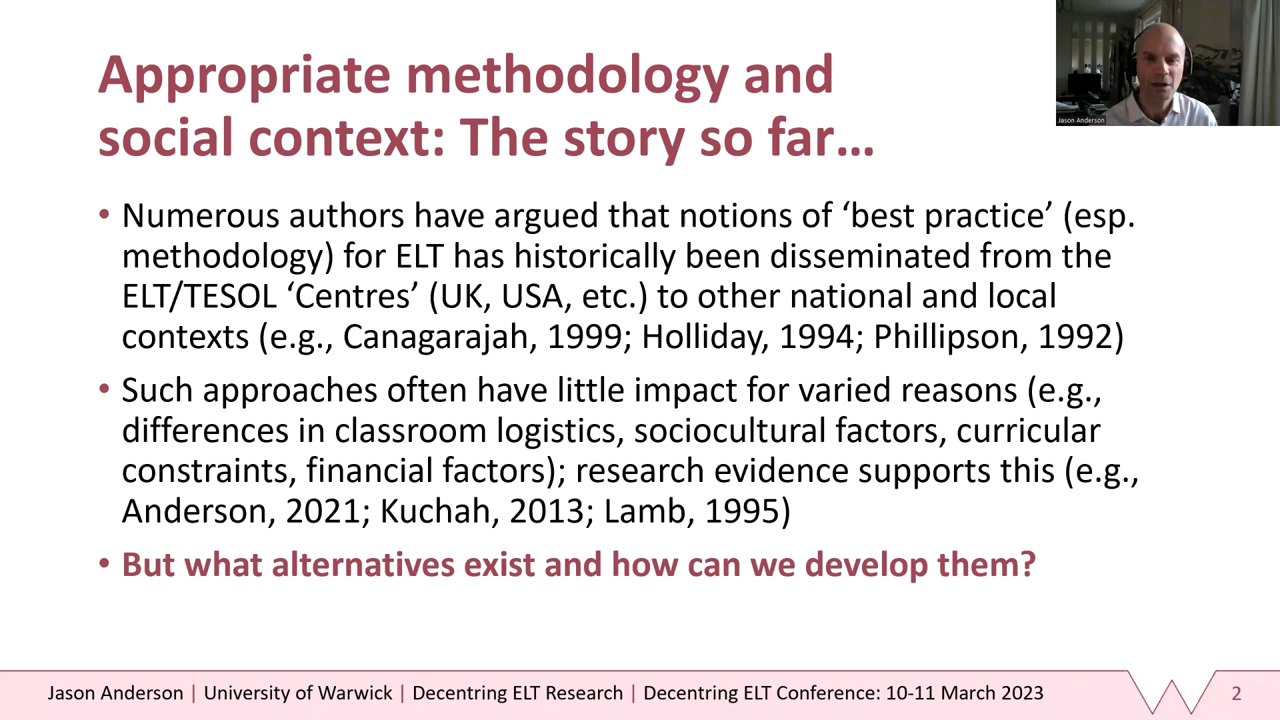 Appropriate methodology and
social context: The story so far…
Jason Anderson
• Numerous authors have argued that notions of ‘best practice’ (esp.
methodology) for ELT has historically been disseminated from the
ELT/TESOL ‘Centres’ (UK, USA, etc.) to other national and local
contexts (e.g., Canagarajah, 1999; Holliday, 1994; Phillipson, 1992)
• Such approaches often have little impact for varied reasons (e.g.,
differences in classroom logistics, sociocultural factors, curricular
constraints, financial factors); research evidence supports this (e.g.,
Anderson, 2021; Kuchah, 2013; Lamb, 1995)
• But what alternatives exist and how can we develop them?
Jason Anderson | University of Warwick | Decentring ELT Research | Decentring ELT Conference: 10-11 March 2023
2